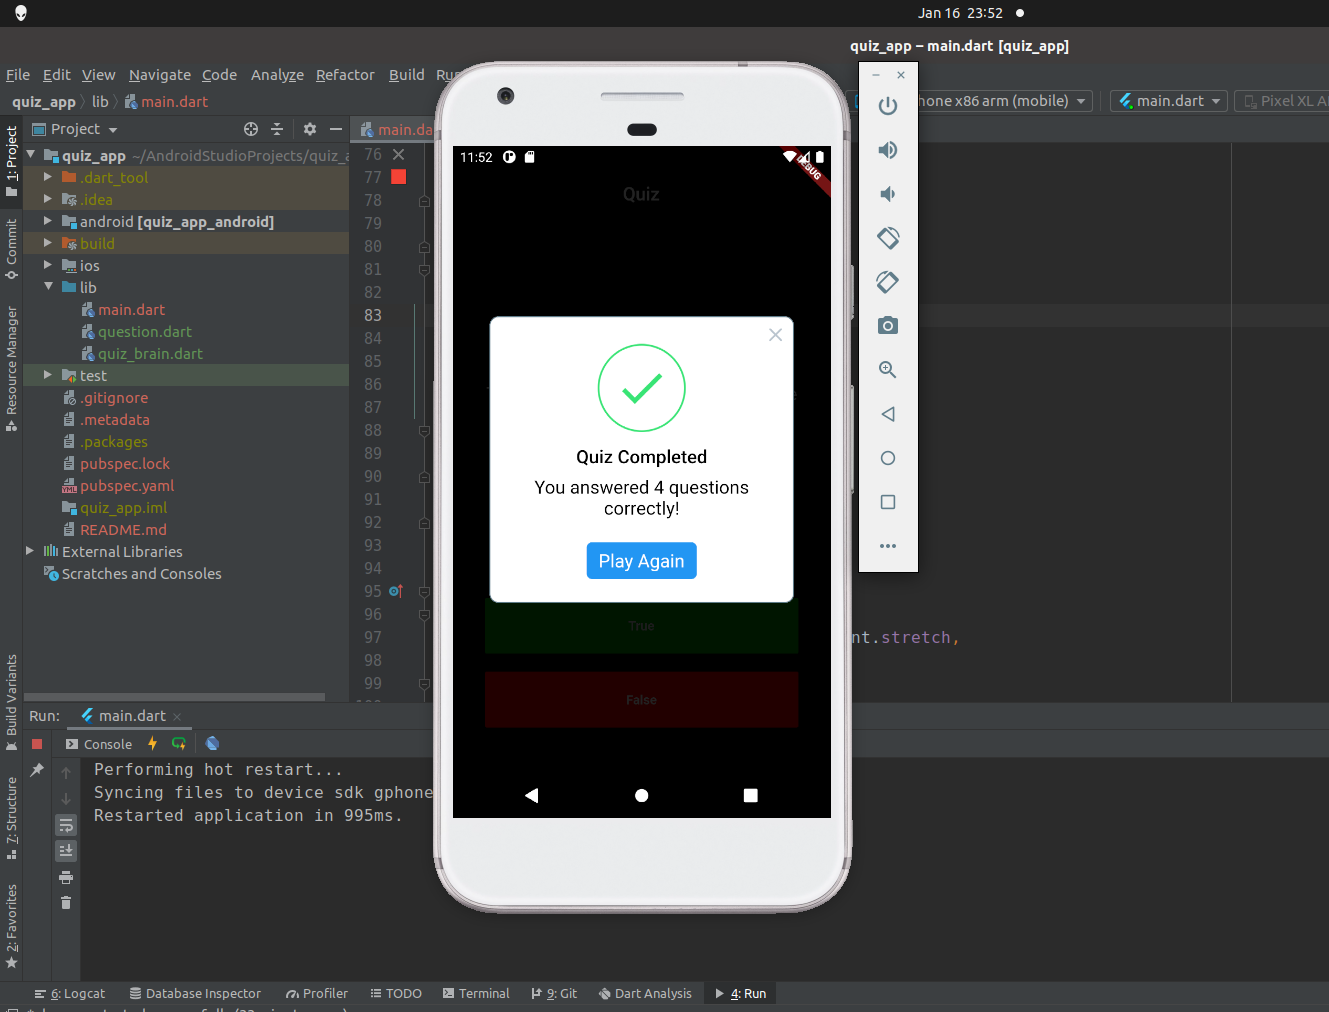 Jan 16 23:52
quiz_app – main.dart [quiz_app]
File Edit View Navigate Code Analyze Refactor Build
quiz_app lib main.dart
hone x86 arm (mobile) main.dart Pixel XL
Project
1: Project
Commit
Resource Manager
Build Variants
7: Structure
2: Favorites
quiz_app ~/AndroidStudioProjects/quiz_a
.dart_tool
.idea
android [quiz_app_android]
build
ios
lib
main.dart
question.dart
quiz_brain.dart
test
.gitignore
.metadata
.packages
pubspec.lock
pubspec.yaml
quiz_app.iml
README.md
External Libraries
Scratches and Consoles
main.da
76
77
78
79
80
81
82
83
84
85
86
87
88
89
90
91
92
93
94
95
96
97
98
99
nt.stretch,
11:52
DEBUG
Quiz
Quiz Completed
You answered 4 questions
correctly!
Play Again
True
False
Run: main.dart
Console
Performing hot restart...
Syncing files to device sdk gphone
Restarted application in 995ms.
6: Logcat Database Inspector Profiler TODO Terminal 9: Git Dart Analysis 4: Run